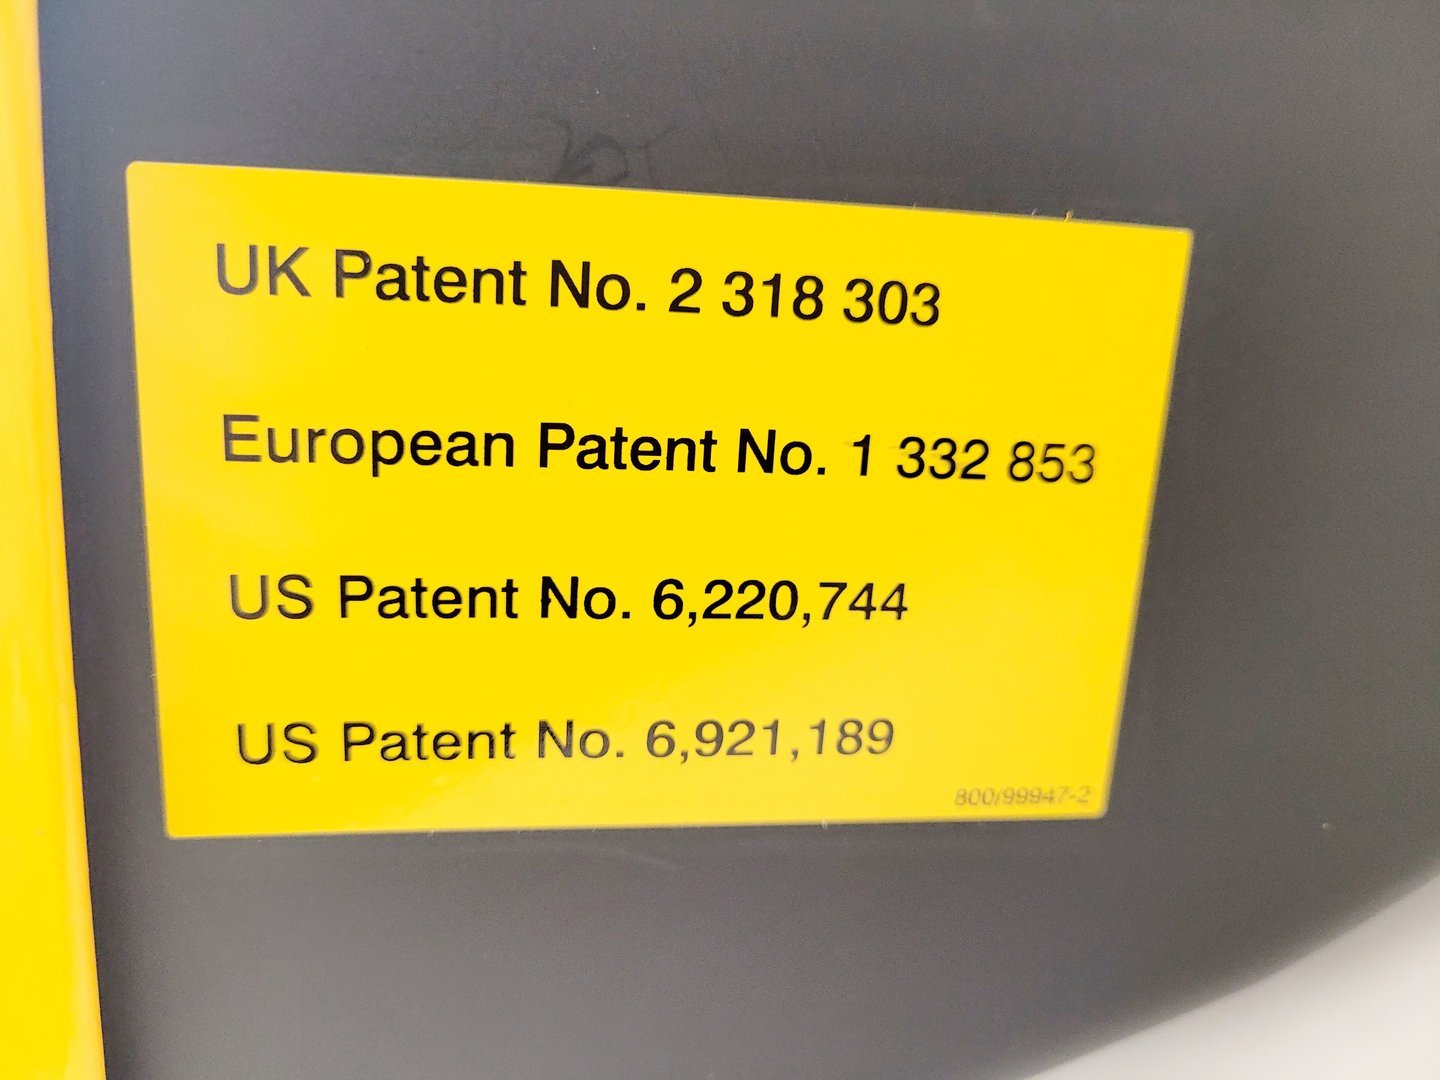 UK Patent No. 2 318 303
European Patent No. 1 332 853
US Patent No. 6,220,744
US Patent No. 6,921,189
800/99947-2